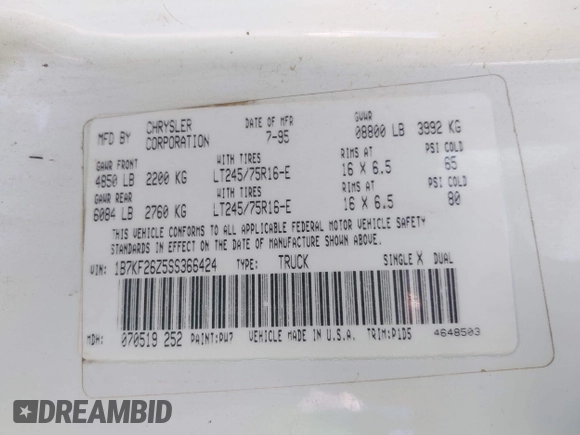 MFD BY CHRYSLER CORPORATION DATE OF MFR 7-95 GVWR 08800 LB 3992 KG
GAWR FRONT WITH TIRES RIMS AT PSI COLD
4850 LB 2200 KG LT245/75R16-E 16 X 6.5 65
GAWR REAR WITH TIRES RIMS AT PSI COLD
6084 LB 2760 KG LT245/75R16-E 16 X 6.5 80
THIS VEHICLE CONFORMS TO ALL APPLICABLE FEDERAL MOTOR VEHICLE SAFETY
STANDARDS IN EFFECT ON THE DATE OF MANUFACTURE SHOWN ABOVE.
VIN: 1B7KF26Z5SS366424 TYPE: TRUCK SINGLE X DUAL
MDH: 070519 252 PAINT:PW7 VEHICLE MADE IN U.S.A. TRIM:P1D5 4648503
DREAMBID